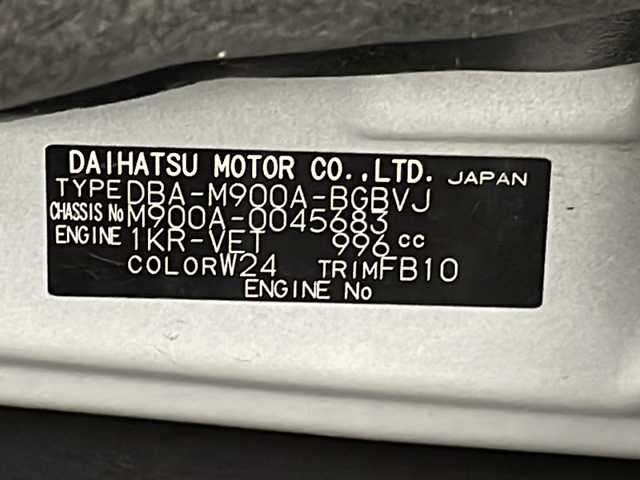 DAIHATSU MOTOR CO.,LTD. JAPAN
TYPE DBA-M900A-BGBVJ
CHASSIS No M900A-0045683
ENGINE 1KR-VET 996 cc
COLOR W24 TRIM FB10
ENGINE No